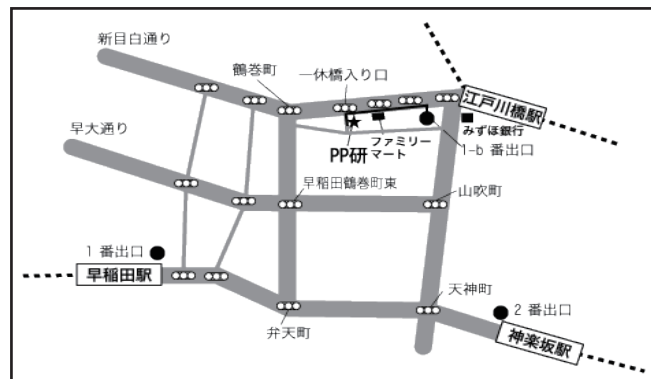 新目白通り
鶴巻町
一休橋入り口
江戸川橋駅
早大通り
PP研
ファミリー
マート
みずほ銀行
1-b 番出口
早稲田鶴巻町東
山吹町
1 番出口
早稲田駅
弁天町
天神町
2 番出口
神楽坂駅